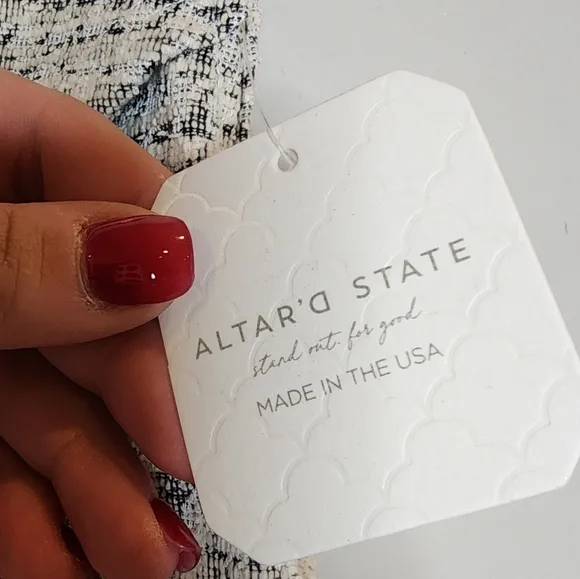 ALTAR'D STATE
stand out. for good.
MADE IN THE USA